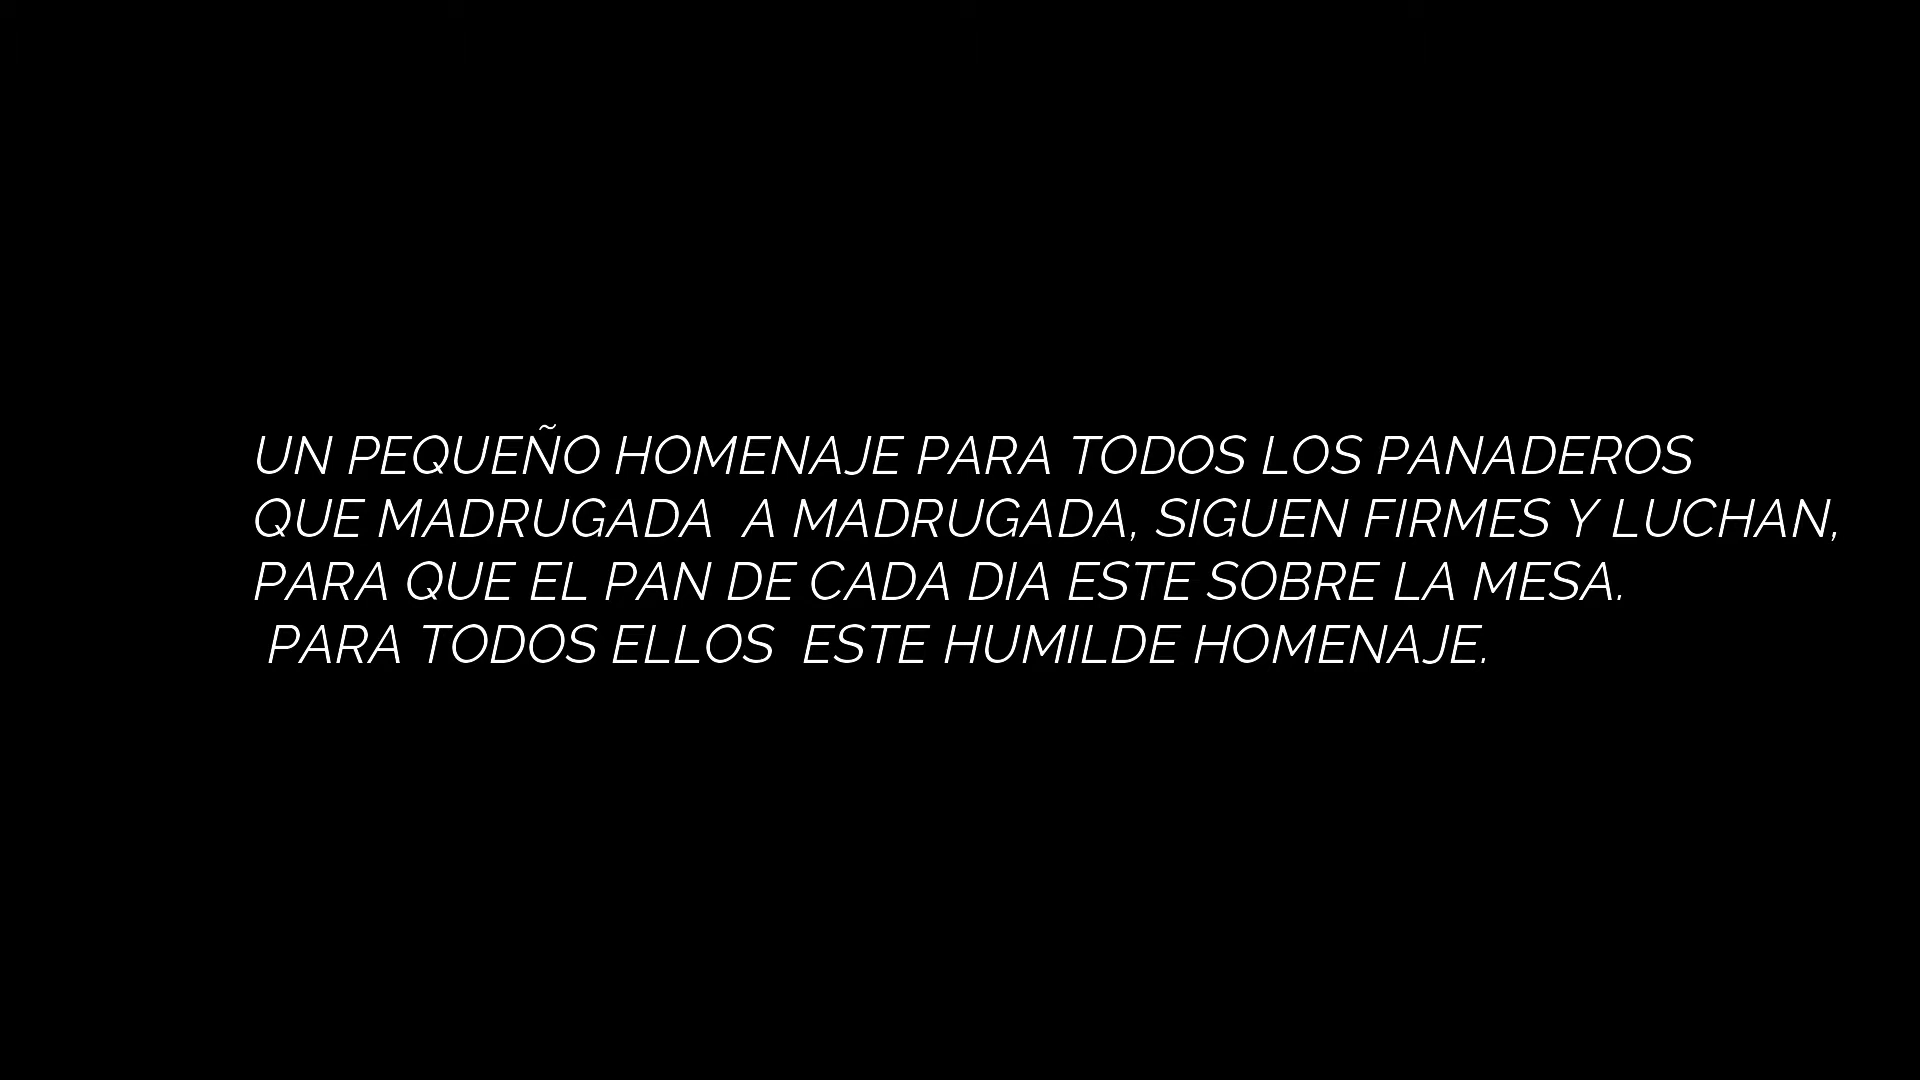 UN PEQUEÑO HOMENAJE PARA TODOS LOS PANADEROS
QUE MADRUGADA  A MADRUGADA, SIGUEN FIRMES Y LUCHAN,
PARA QUE EL PAN DE CADA DIA ESTE SOBRE LA MESA.
PARA TODOS ELLOS  ESTE HUMILDE HOMENAJE.